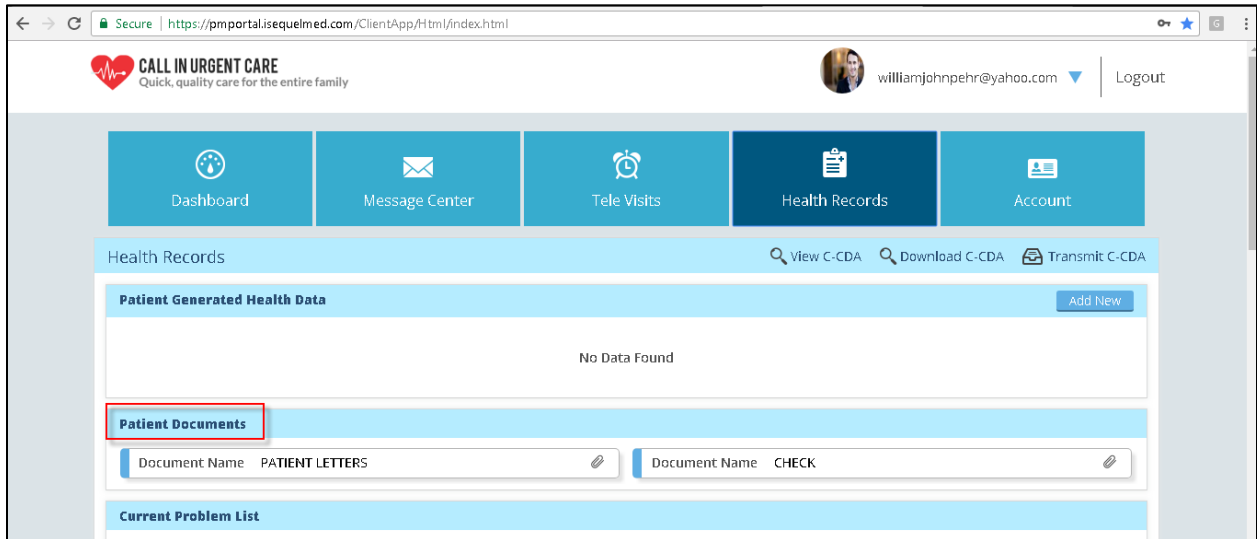 Secure | https://pmportal.isequelmed.com/ClientApp/Html/index.html
G
CALL IN URGENT CARE
Quick, quality care for the entire family
williamjohnpehr@yahoo.com
Logout
Dashboard
Message Center
Tele Visits
Health Records
Account
Health Records
View C-CDA
Download C-CDA
Transmit C-CDA
Patient Generated Health Data
Add New
No Data Found
Patient Documents
Document Name PATIENT LETTERS
Document Name CHECK
Current Problem List